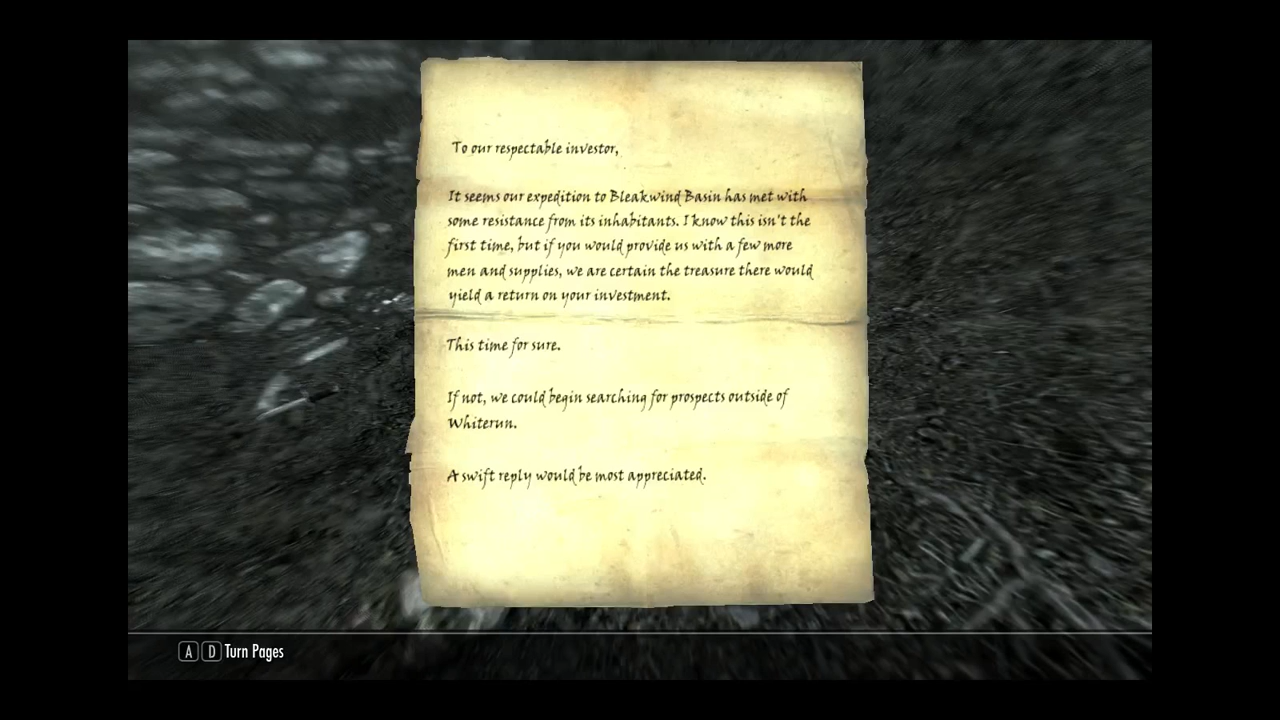 To our respectable investor,
It seems our expedition to Bleakwind Basin has met with
some resistance from its inhabitants. I know this isn't the
first time, but if you would provide us with a few more
men and supplies, we are certain the treasure there would
yield a return on your investment.
This time for sure.
If not, we could begin searching for prospects outside of
Whiterun.
A swift reply would be most appreciated.
A D Turn Pages